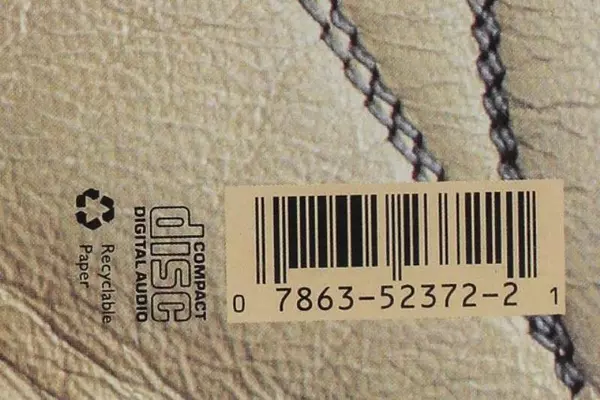 Recyclable
Paper
COMPACT
disc
DIGITAL AUDIO
0 7863-52372-2 1